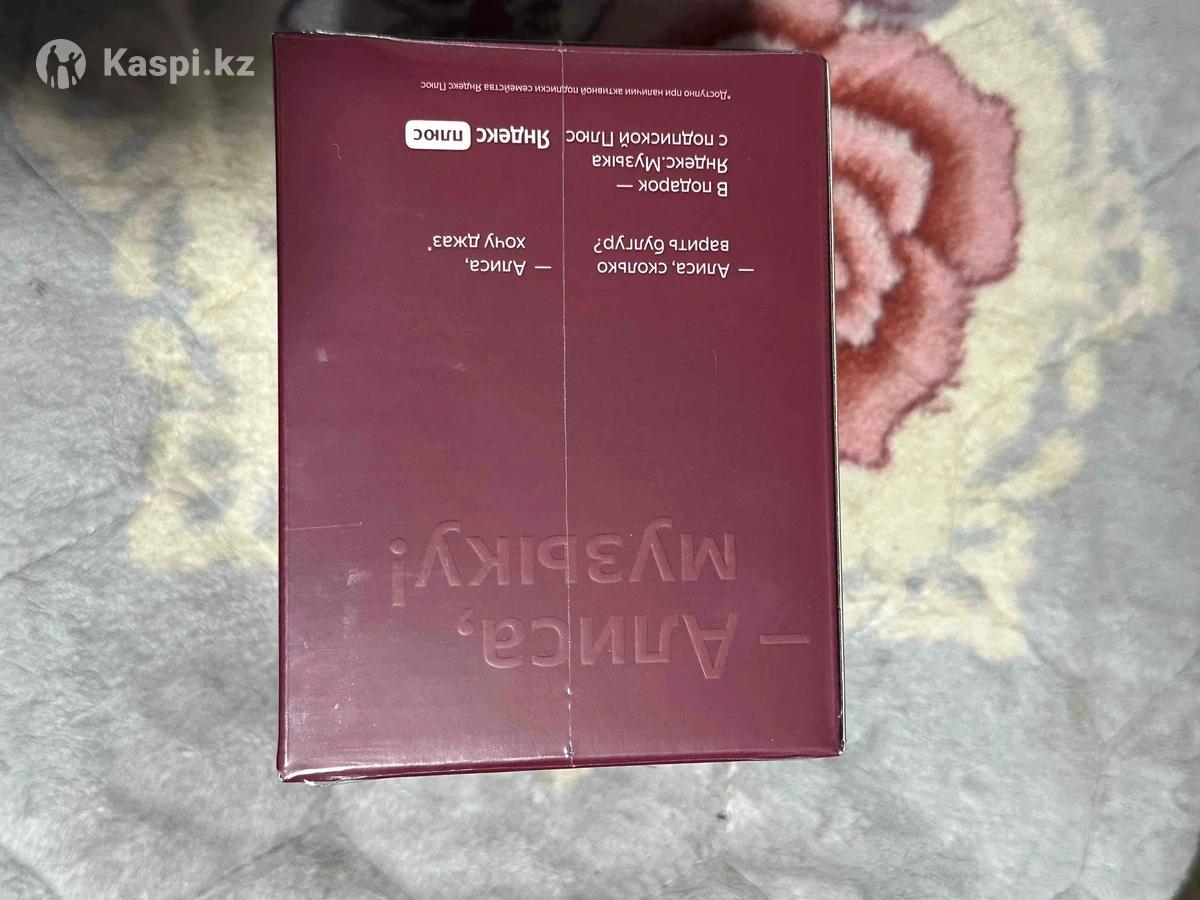 Kaspi.kz
— Алиса,
музыку!
— Алиса, сколько
варить булгур?
— Алиса,
хочу джаз*
В подарок —
Яндекс.Музыка
с подпиской Плюс
Яндекс плюс
*Доступно при наличии активной подписки семейства Яндекс Плюс